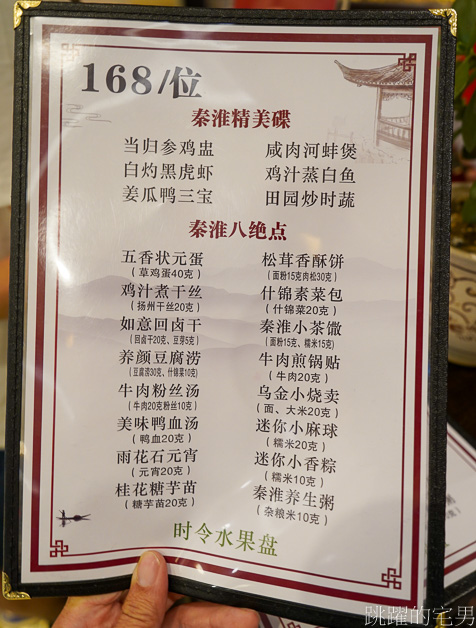 168/位
秦淮精美碟
当归参鸡盅 咸肉河蚌煲
白灼黑虎虾 鸡汁蒸白鱼
姜瓜鸭三宝 田园炒时蔬
秦淮八绝点
五香状元蛋 松茸香酥饼
(草鸡蛋40克) (面粉15克肉松30克)
鸡汁煮干丝 什锦素菜包
(扬州干丝20克) (什锦菜20克)
如意回卤干 秦淮小茶馓
(回卤干20克、豆芽5克) (面粉15克、糯米15克)
养颜豆腐涝 牛肉煎锅贴
(豆腐涝30克、什锦菜10克) (牛肉20克)
牛肉粉丝汤 乌金小烧卖
(牛肉20克粉丝10克) (面、大米20克)
美味鸭血汤 迷你小麻球
(鸭血20克) (糯米20克)
雨花石元宵 迷你小香粽
(元宵20克) (糯米10克)
桂花糖芋苗 秦淮养生粥
(糖芋苗20克) (杂粮米10克)
时令水果盘
跳躍的宅男